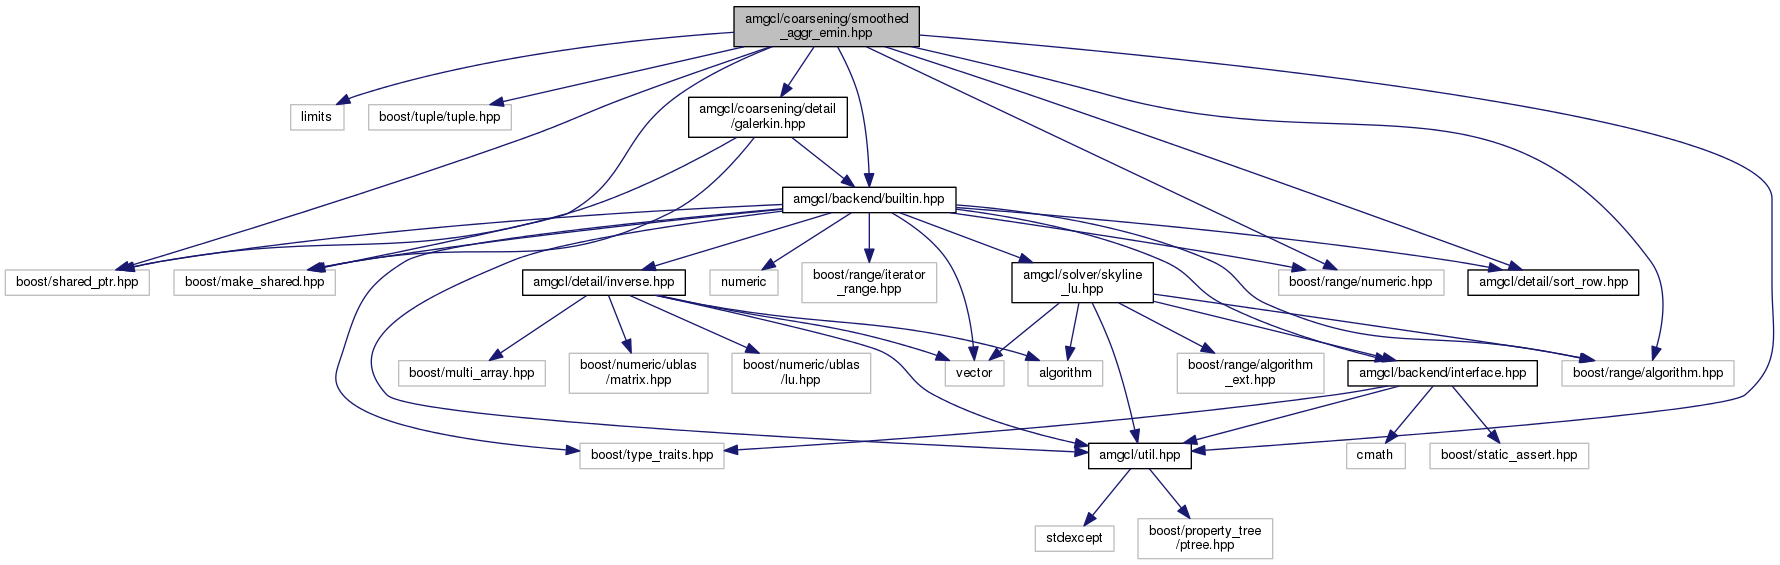 amgcl/coarsening/smoothed
_aggr_emin.hpp
limits
boost/tuple/tuple.hpp
amgcl/coarsening/detail
/galerkin.hpp
amgcl/backend/builtin.hpp
boost/shared_ptr.hpp
boost/make_shared.hpp
amgcl/detail/inverse.hpp
numeric
boost/range/iterator
_range.hpp
amgcl/solver/skyline
_lu.hpp
boost/range/numeric.hpp
amgcl/detail/sort_row.hpp
boost/multi_array.hpp
boost/numeric/ublas
/matrix.hpp
boost/numeric/ublas
/lu.hpp
vector
algorithm
boost/range/algorithm
_ext.hpp
amgcl/backend/interface.hpp
boost/range/algorithm.hpp
boost/type_traits.hpp
amgcl/util.hpp
cmath
boost/static_assert.hpp
stdexcept
boost/property_tree
/ptree.hpp